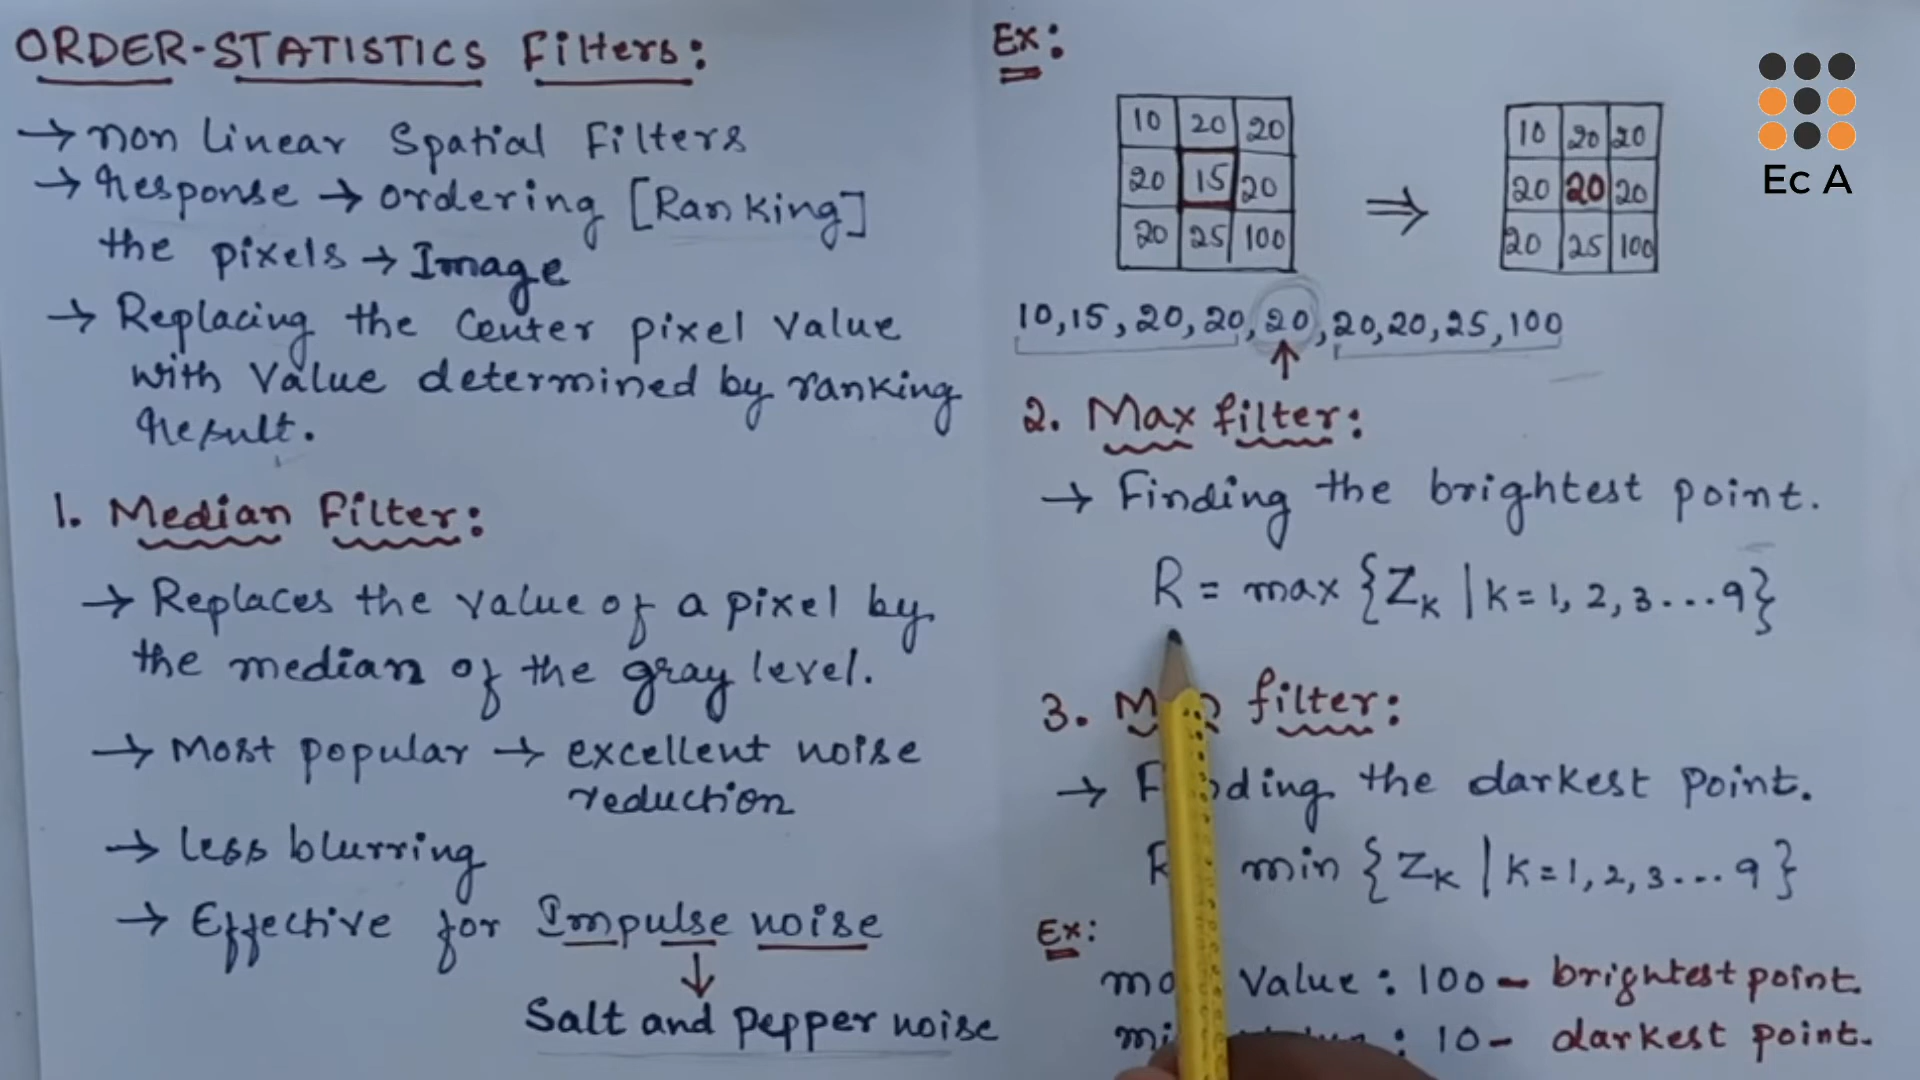 ORDER-STATISTICS Filters:
→ non Linear Spatial Filters
→ Response → ordering [Ranking]
the pixels → Image
→ Replacing the Center pixel value
with value determined by ranking
Result.
1. Median Filter:
→ Replaces the value of a pixel by
the median of the gray level.
→ Most popular → excellent noise
reduction
→ less blurring
→ Effective for Impulse noise
↓
Salt and pepper noise
Ex:
10 20 20
20 15 20
20 25 100
⇒
10 20 20
20 20 20
20 25 100
10, 15, 20, 20, 20, 20, 20, 25, 100
↑
2. Max filter:
→ Finding the brightest point.
R = max {Zk | k = 1, 2, 3...9}
3. filter:
→ the darkest point.
min {Zk | k = 1, 2, 3...9}
Ex:
value : 100 - brightest point.
: 10 - darkest point.
Ec A